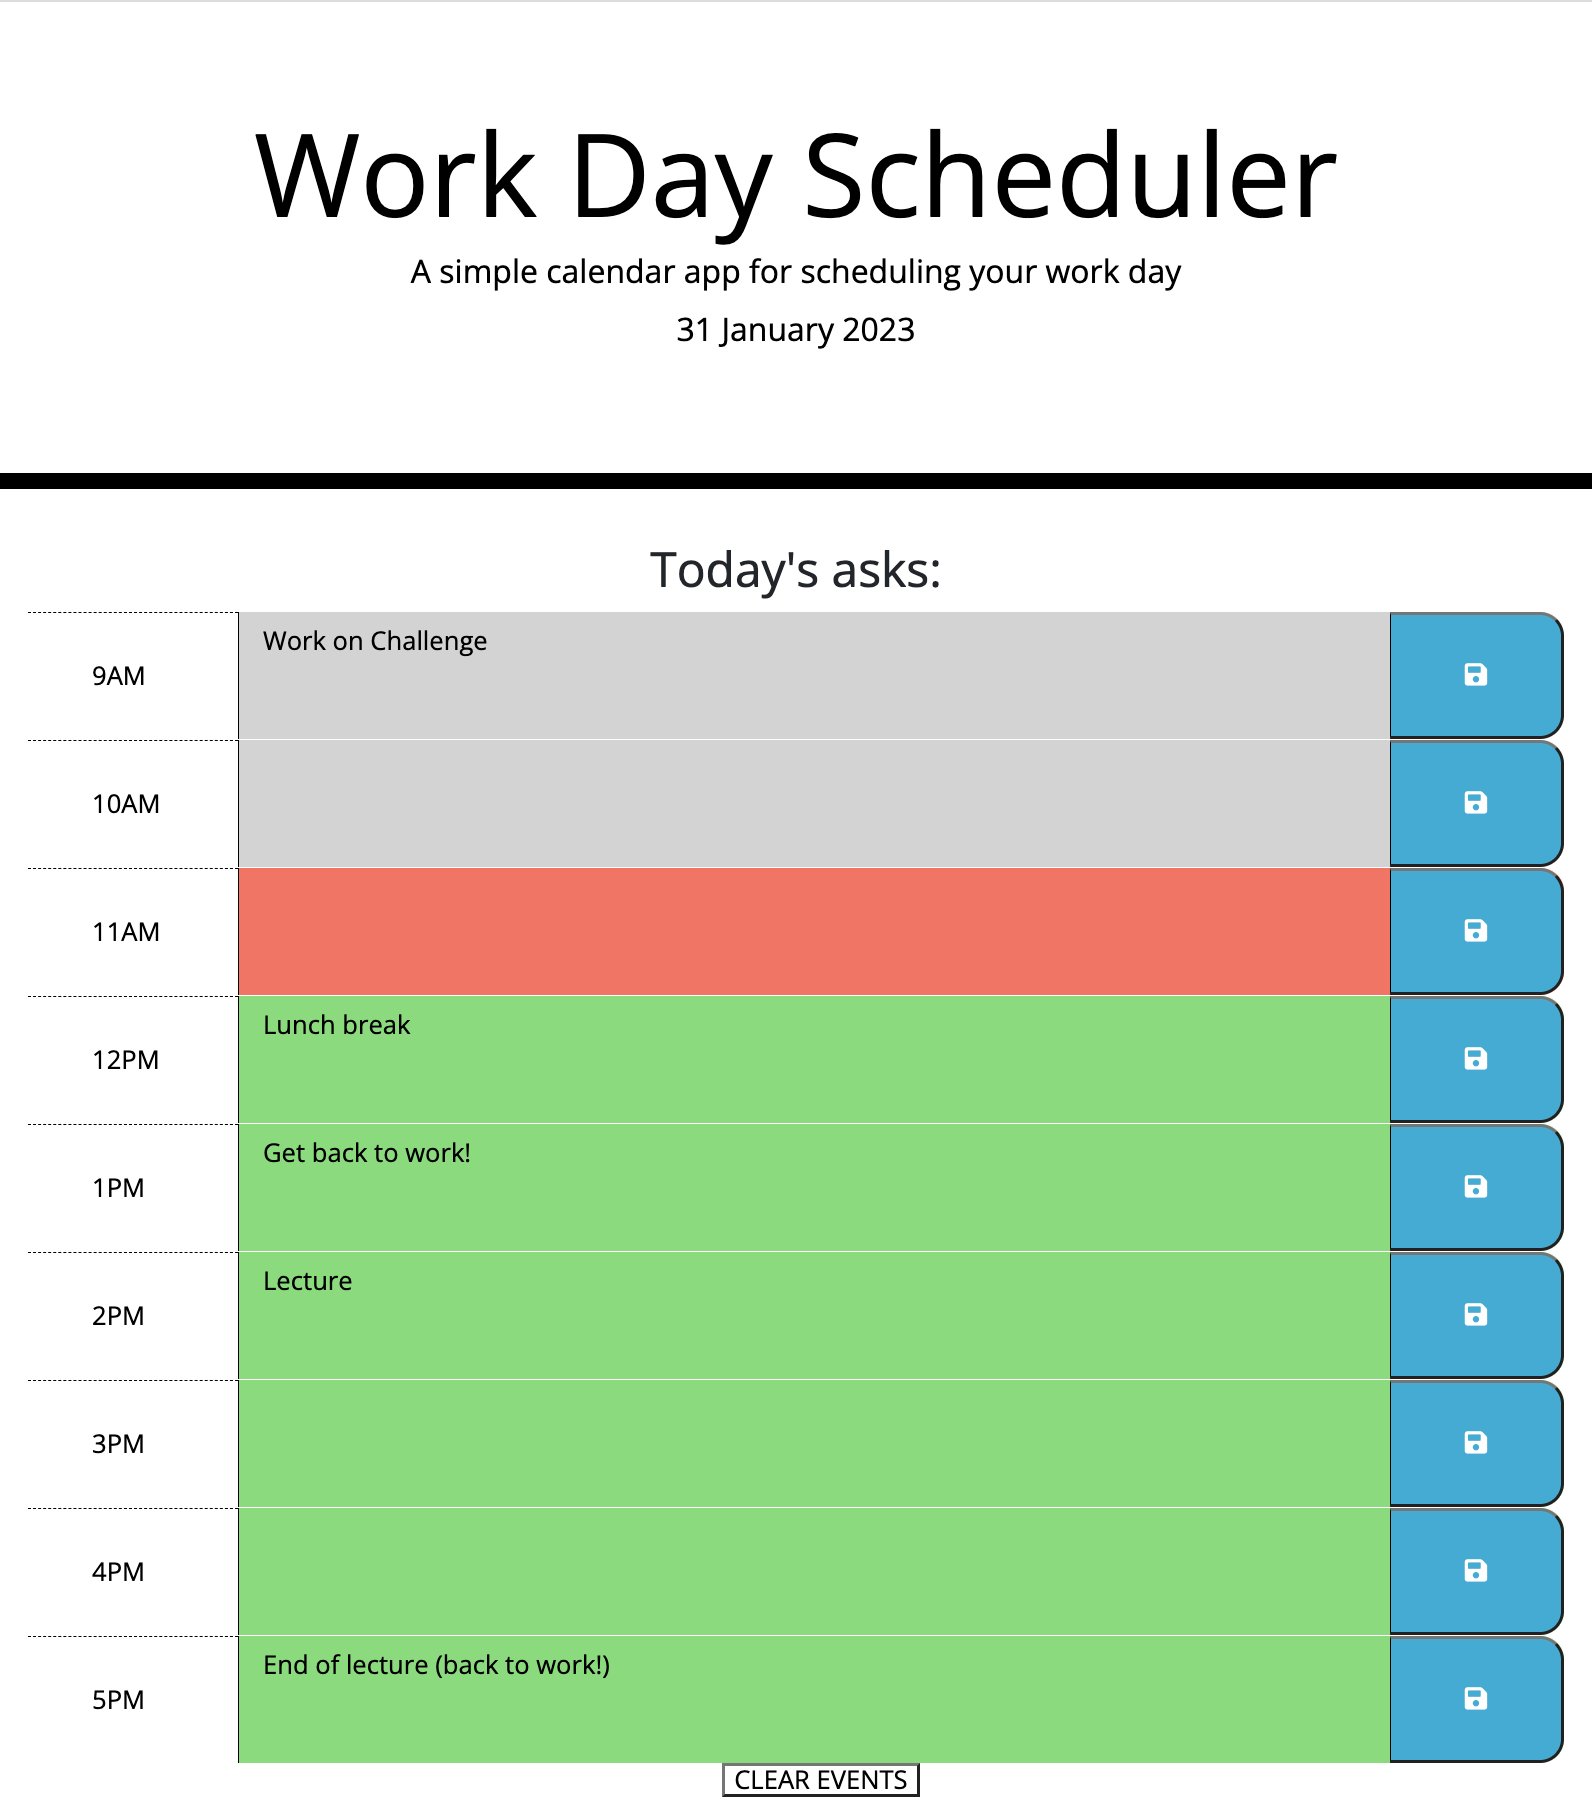 Work Day Scheduler
A simple calendar app for scheduling your work day
31 January 2023
Today's asks:
9AM
Work on Challenge
10AM
11AM
12PM
Lunch break
1PM
Get back to work!
2PM
Lecture
3PM
4PM
5PM
End of lecture (back to work!)
CLEAR EVENTS